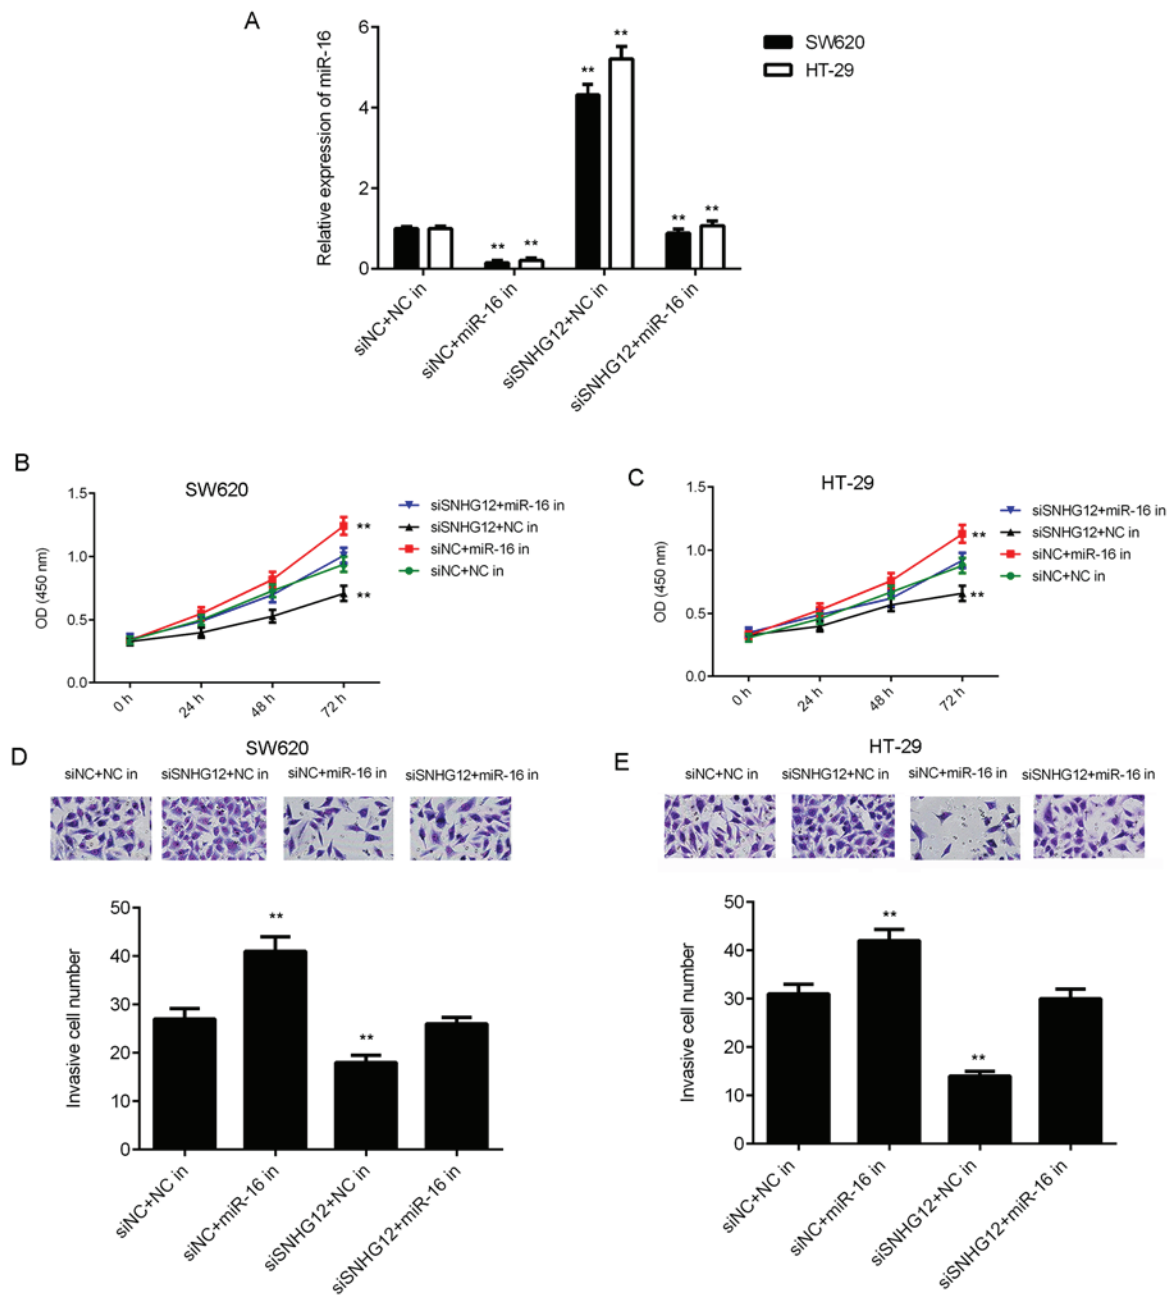 A
Relative expression of miR-16
6
4
2
0
**
**
**
**
**
**
SW620
HT-29
siNC+NC in
siNC+miR-16 in
siSNHG12+NC in
siSNHG12+miR-16 in
B
SW620
OD (450 nm)
1.5
1.0
0.5
0.0
0 h
24 h
48 h
72 h
**
**
siSNHG12+miR-16 in
siSNHG12+NC in
siNC+miR-16 in
siNC+NC in
C
HT-29
OD (450 nm)
1.5
1.0
0.5
0.0
0 h
24 h
48 h
72 h
**
**
siSNHG12+miR-16 in
siSNHG12+NC in
siNC+miR-16 in
siNC+NC in
D
SW620
siNC+NC in
siSNHG12+NC in
siNC+miR-16 in
siSNHG12+miR-16 in
Invasive cell number
50
40
30
20
10
0
**
**
siNC+NC in
siNC+miR-16 in
siSNHG12+NC in
siSNHG12+miR-16 in
E
HT-29
siNC+NC in
siSNHG12+NC in
siNC+miR-16 in
siSNHG12+miR-16 in
Invasive cell number
50
40
30
20
10
0
**
**
siNC+NC in
siNC+miR-16 in
siSNHG12+NC in
siSNHG12+miR-16 in